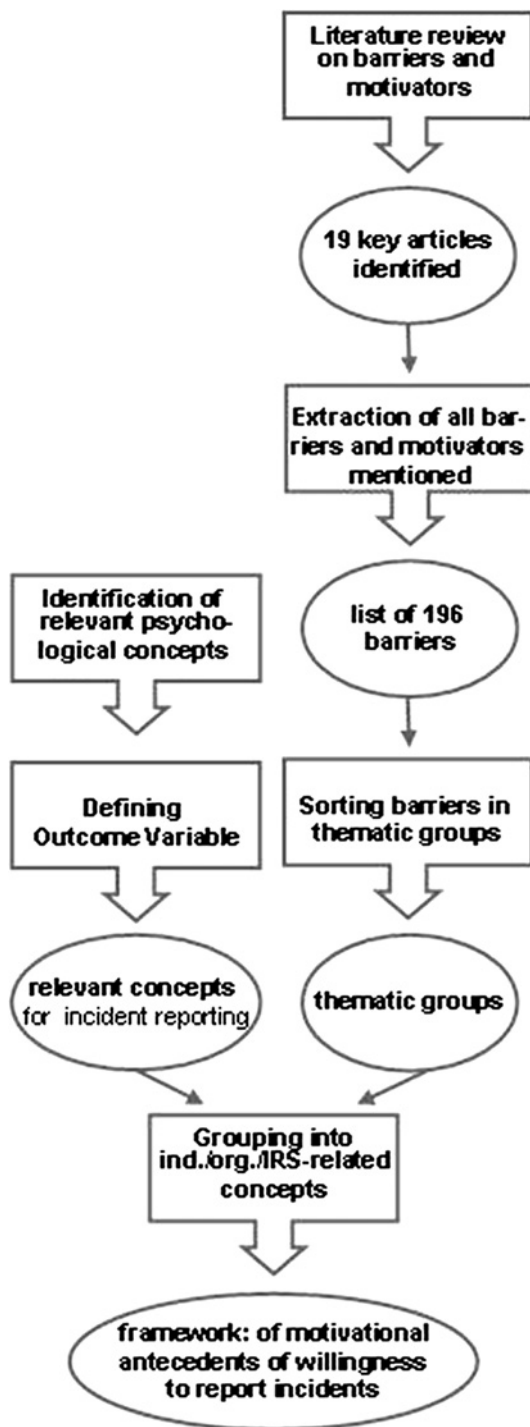 Literature review
on barriers and
motivators
19 key articles
identified
Extraction of all bar-
riers and motivators
mentioned
list of 196
barriers
Identification of
relevant psycho-
logical concepts
Defining
Outcome Variable
Sorting barriers in
thematic groups
relevant concepts
for incident reporting
thematic groups
Grouping into
ind./org./IRS-related
concepts
framework: of motivational
antecedents of willingness
to report incidents